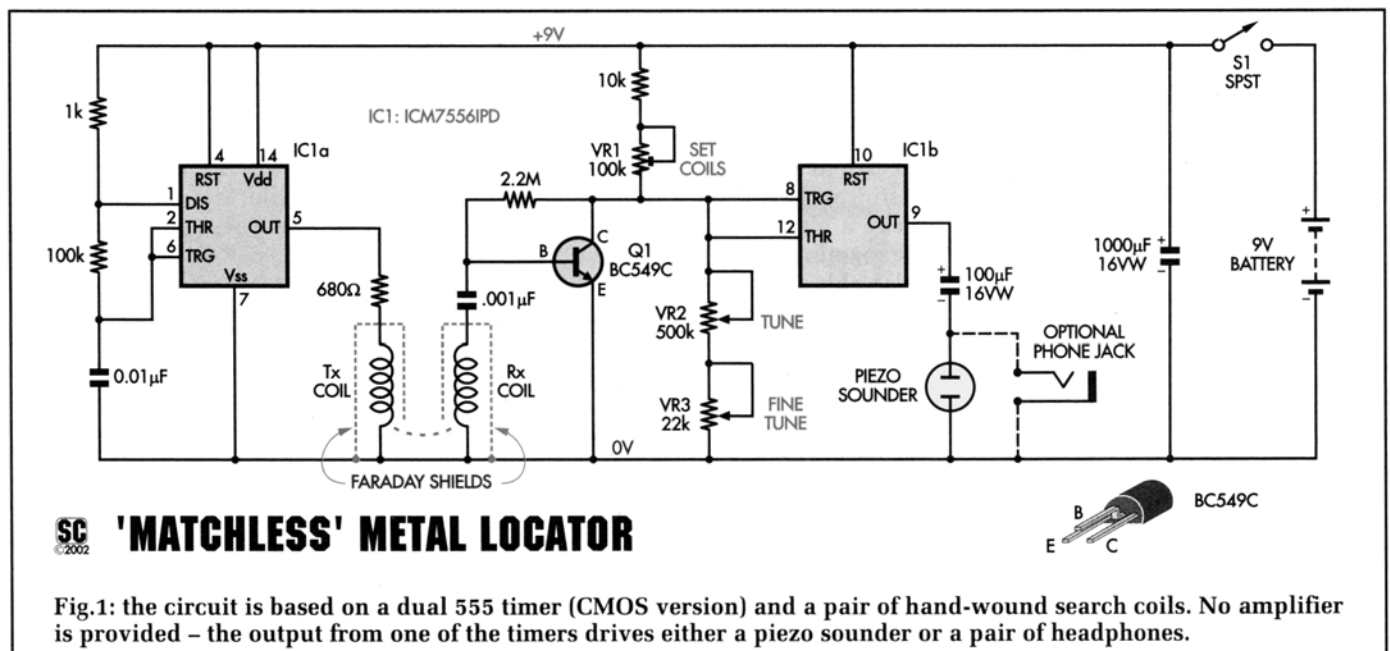 +9V
1k
100k
0.01µF
IC1: ICM7556IPD
4
14
IC1a
RST
Vdd
1
DIS
2
THR
6
TRG
OUT
5
Vss
7
680Ω
Tx
COIL
Rx
COIL
.001µF
2.2M
B
C
E
Q1
BC549C
10k
VR1
100k
SET
COILS
VR2
500k
TUNE
VR3
22k
FINE
TUNE
0V
FARADAY SHIELDS
10
IC1b
RST
8
TRG
12
THR
OUT
9
+
100µF
16VW
–
PIEZO
SOUNDER
OPTIONAL
PHONE JACK
1000µF
16VW
+
–
S1
SPST
+
9V
BATTERY
–
SC
©2002
'MATCHLESS' METAL LOCATOR
B
E
C
BC549C
Fig.1: the circuit is based on a dual 555 timer (CMOS version) and a pair of hand-wound search coils. No amplifier
is provided – the output from one of the timers drives either a piezo sounder or a pair of headphones.